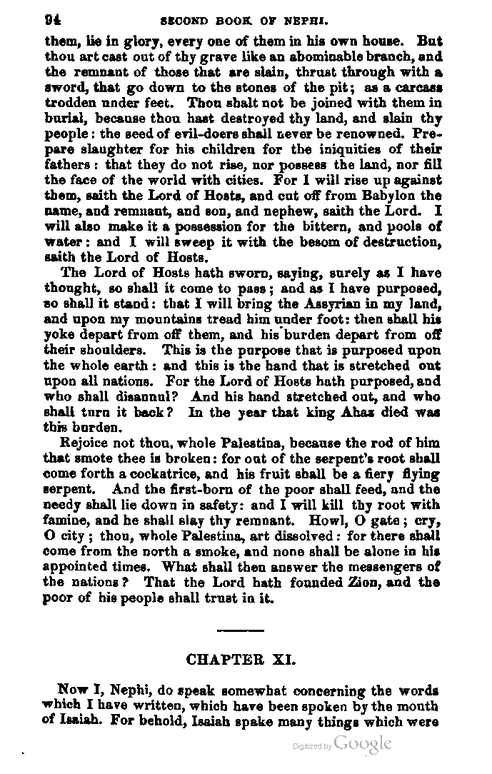 94 SECOND BOOK OF NEPHI.
them, lie in glory, every one of them in his own house. But
thou art cast out of thy grave like an abominable branch, and
the remnant of those that are slain, thrust through with a
sword, that go down to the stones of the pit; as a carcass
trodden under feet. Thou shalt not be joined with them in
burial, because thou hast destroyed thy land, and slain thy
people: the seed of evil-doers shall never be renowned. Pre-
pare slaughter for his children for the iniquities of their
fathers: that they do not rise, nor possess the land, nor fill
the face of the world with cities. For I will rise up against
them, saith the Lord of Hosts, and cut off from Babylon the
name, and remnant, and son, and nephew, saith the Lord. I
will also make it a possession for the bittern, and pools of
water: and I will sweep it with the besom of destruction,
saith the Lord of Hosts.
The Lord of Hosts hath sworn, saying, surely as I have
thought, so shall it come to pass; and as I have purposed,
so shall it stand: that I will bring the Assyrian in my land,
and upon my mountains tread him under foot: then shall his
yoke depart from off them, and his burden depart from off
their shoulders. This is the purpose that is purposed upon
the whole earth: and this is the hand that is stretched out
upon all nations. For the Lord of Hosts hath purposed, and
who shall disannul? And his hand stretched out, and who
shall turn it back? In the year that king Ahaz died was
this burden.
Rejoice not thou, whole Palestina, because the rod of him
that smote thee is broken: for out of the serpent's root shall
come forth a cockatrice, and his fruit shall be a fiery flying
serpent. And the first-born of the poor shall feed, and the
needy shall lie down in safety: and I will kill thy root with
famine, and he shall slay thy remnant. Howl, O gate; cry,
O city; thou, whole Palestina, art dissolved: for there shall
come from the north a smoke, and none shall be alone in his
appointed times. What shall then answer the messengers of
the nations? That the Lord hath founded Zion, and the
poor of his people shall trust in it.
CHAPTER XI.
Now I, Nephi, do speak somewhat concerning the words
which I have written, which have been spoken by the mouth
of Isaiah. For behold, Isaiah spake many things which were
Digitized by Google